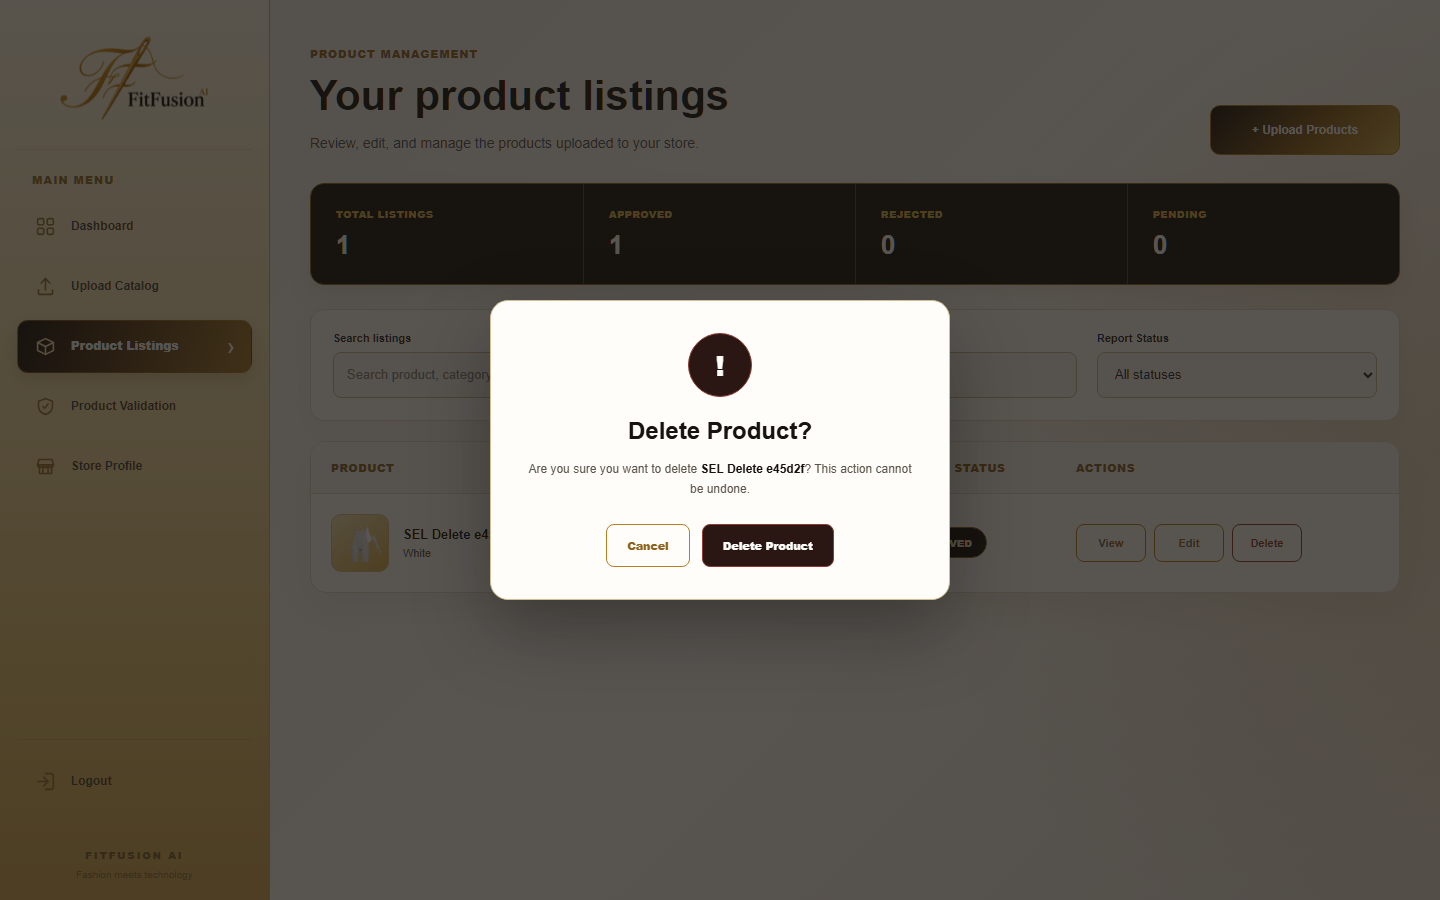 FitFusion AI
MAIN MENU
Dashboard
Upload Catalog
Product Listings
Product Validation
Store Profile
Logout
FITFUSION AI
Fashion meets technology
PRODUCT MANAGEMENT
Your product listings
Review, edit, and manage the products uploaded to your store.
+ Upload Products
TOTAL LISTINGS
1
APPROVED
1
REJECTED
0
PENDING
0
Search listings
Search product, category
Report Status
All statuses
PRODUCT
STATUS
ACTIONS
SEL Delete e4
White
VED
View
Edit
Delete
!
Delete Product?
Are you sure you want to delete SEL Delete e45d2f? This action cannot
be undone.
Cancel
Delete Product